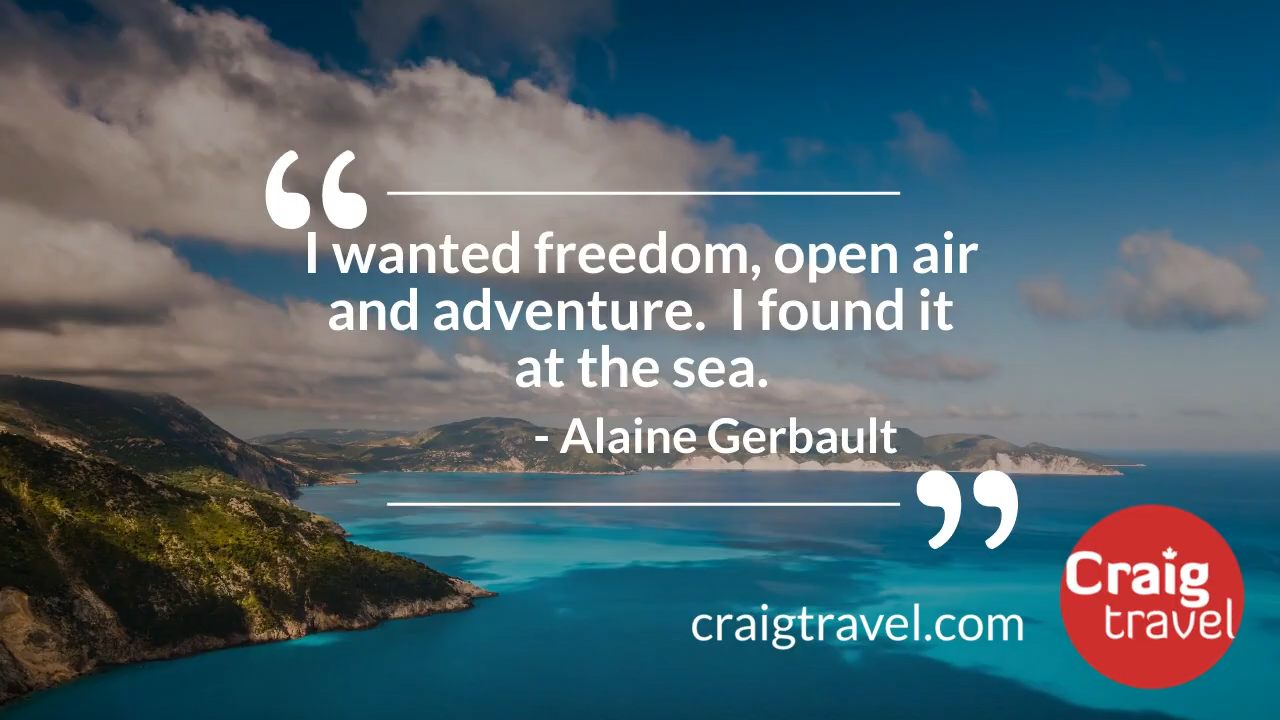 “
I wanted freedom, open air
and adventure.  I found it
at the sea.
- Alaine Gerbault
”
craigtravel.com
Craig
travel